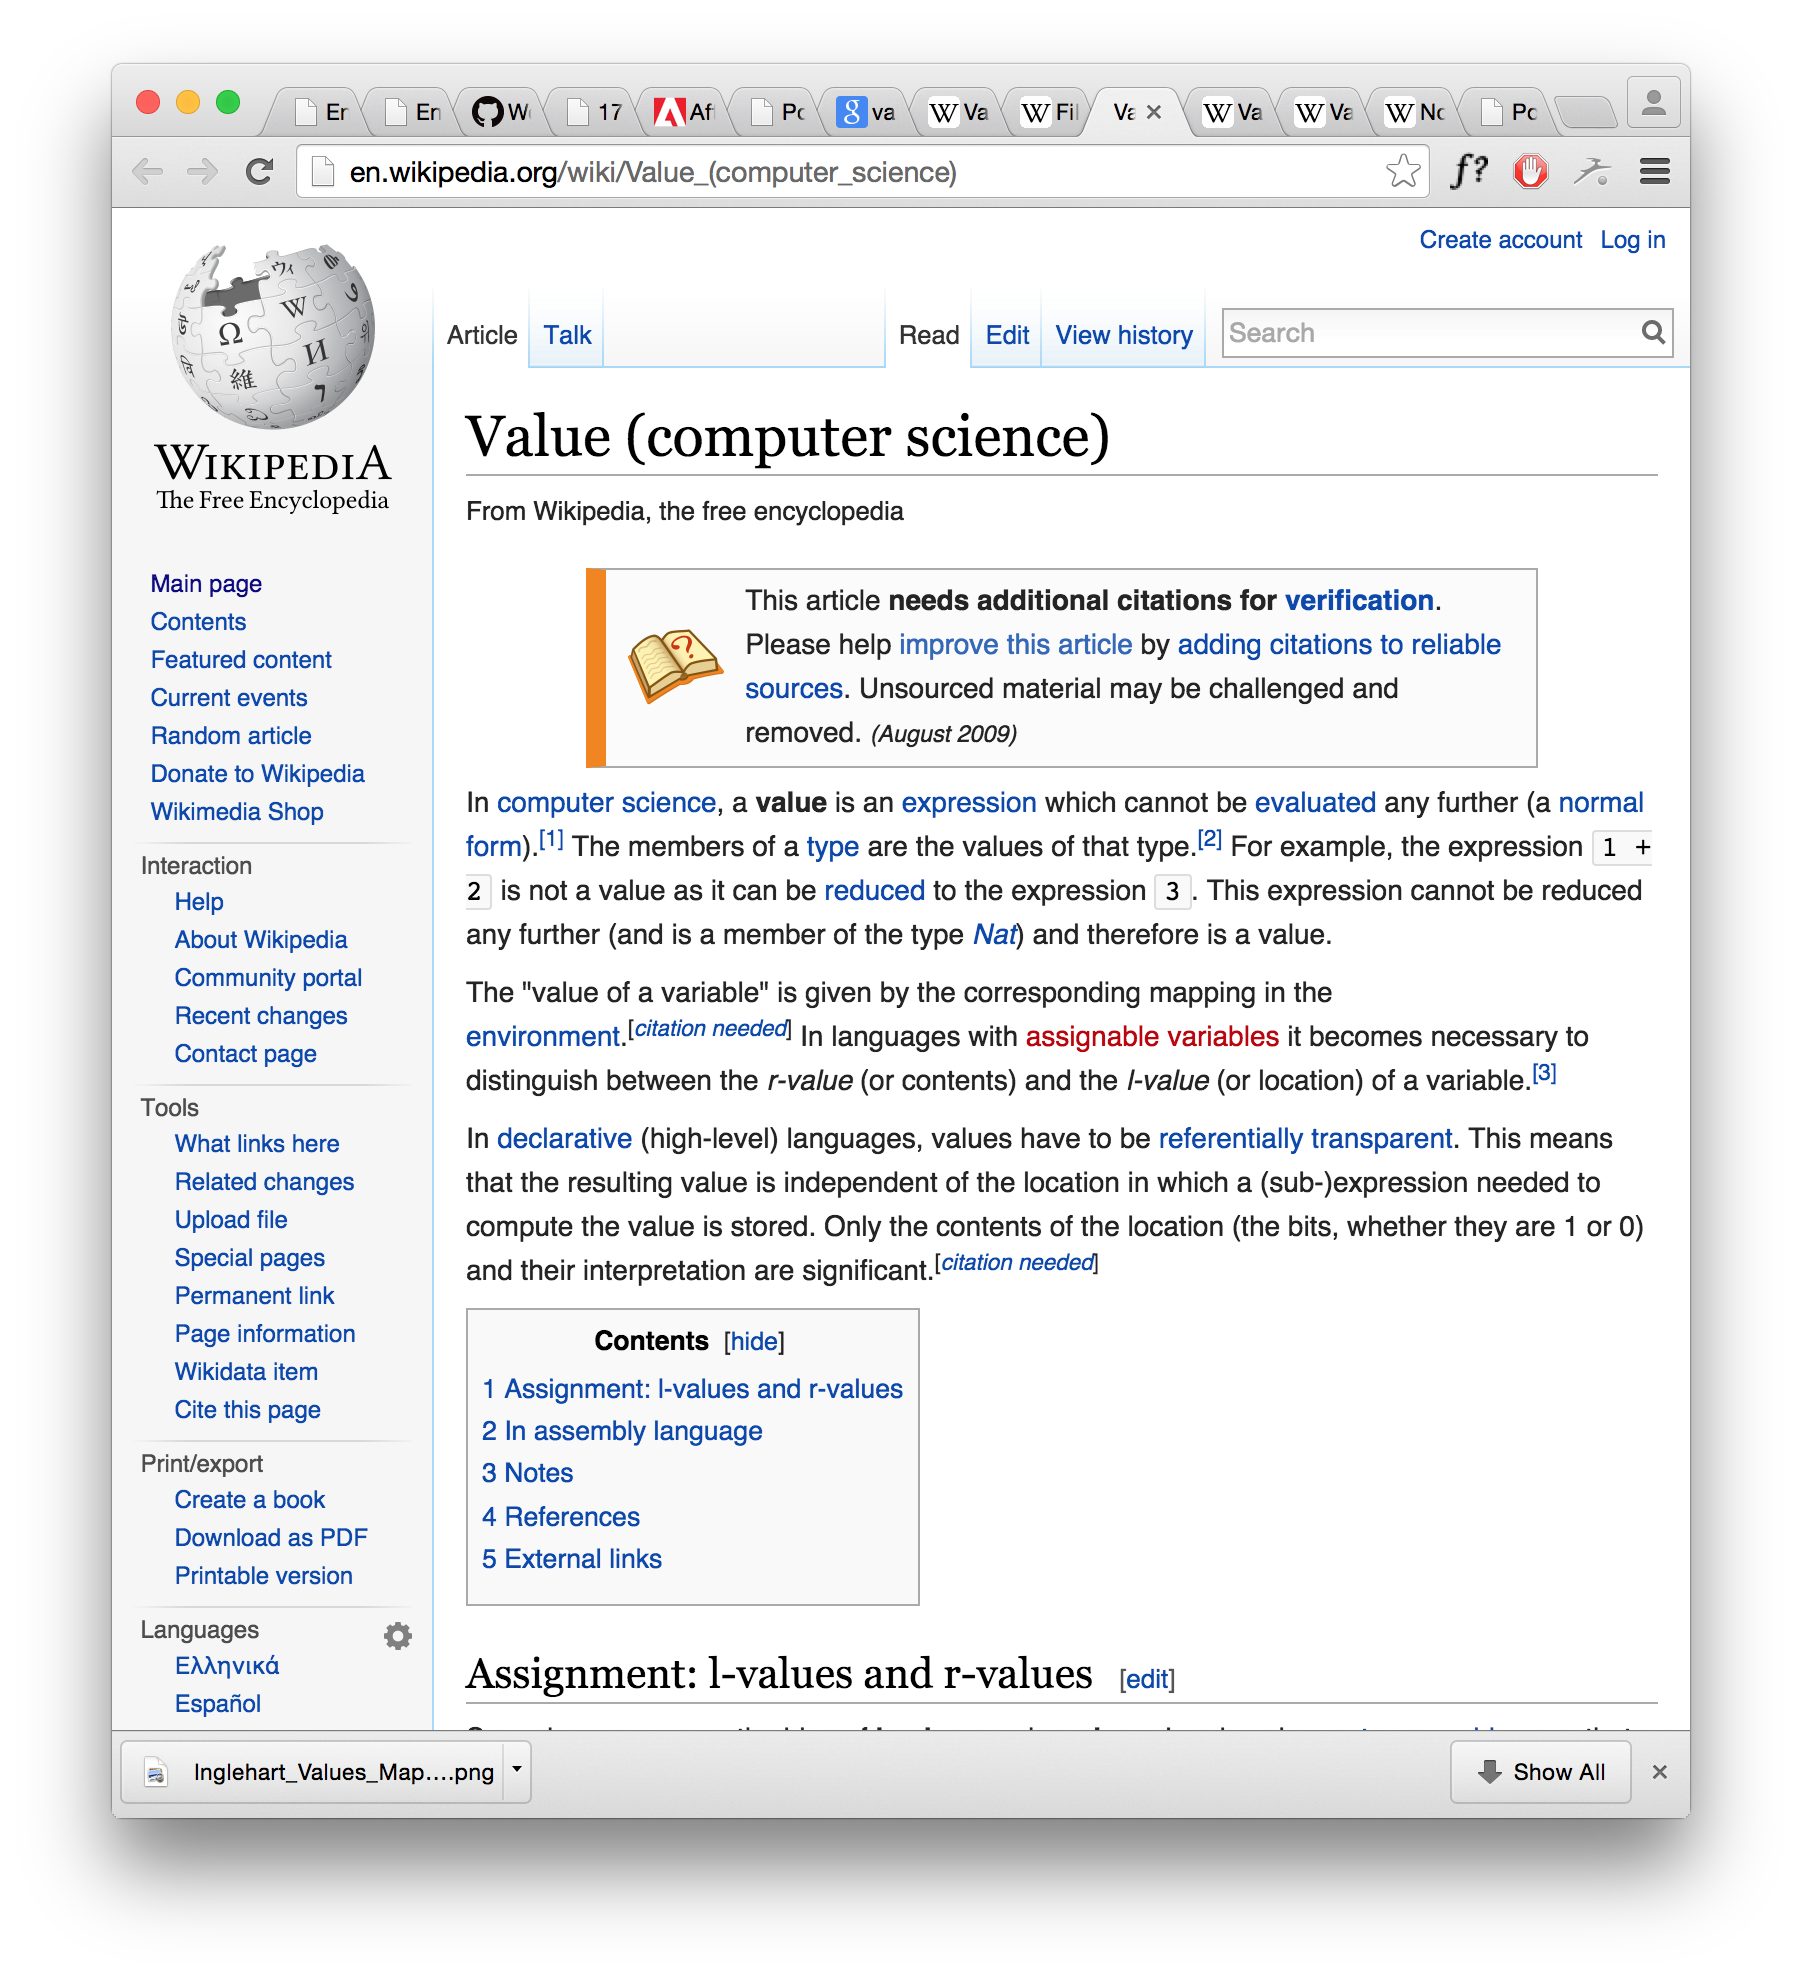 Er
En
W
17
Af
Po
va
Va
Fil
Va
Va
Va
No
Po
en.wikipedia.org/wiki/Value_(computer_science)
f?
Create account Log in
Article Talk Read Edit View history Search
WIKIPEDIA
The Free Encyclopedia
Main page
Contents
Featured content
Current events
Random article
Donate to Wikipedia
Wikimedia Shop
Interaction
Help
About Wikipedia
Community portal
Recent changes
Contact page
Tools
What links here
Related changes
Upload file
Special pages
Permanent link
Page information
Wikidata item
Cite this page
Print/export
Create a book
Download as PDF
Printable version
Languages
Ελληνικά
Español
Value (computer science)
From Wikipedia, the free encyclopedia
This article needs additional citations for verification.
Please help improve this article by adding citations to reliable
sources. Unsourced material may be challenged and
removed. (August 2009)
In computer science, a value is an expression which cannot be evaluated any further (a normal
form).[1] The members of a type are the values of that type.[2] For example, the expression 1 +
2 is not a value as it can be reduced to the expression 3. This expression cannot be reduced
any further (and is a member of the type Nat) and therefore is a value.
The "value of a variable" is given by the corresponding mapping in the
environment.[citation needed] In languages with assignable variables it becomes necessary to
distinguish between the r-value (or contents) and the l-value (or location) of a variable.[3]
In declarative (high-level) languages, values have to be referentially transparent. This means
that the resulting value is independent of the location in which a (sub-)expression needed to
compute the value is stored. Only the contents of the location (the bits, whether they are 1 or 0)
and their interpretation are significant.[citation needed]
Contents [hide]
1 Assignment: l-values and r-values
2 In assembly language
3 Notes
4 References
5 External links
Assignment: l-values and r-values [edit]
Inglehart_Values_Map....png
Show All